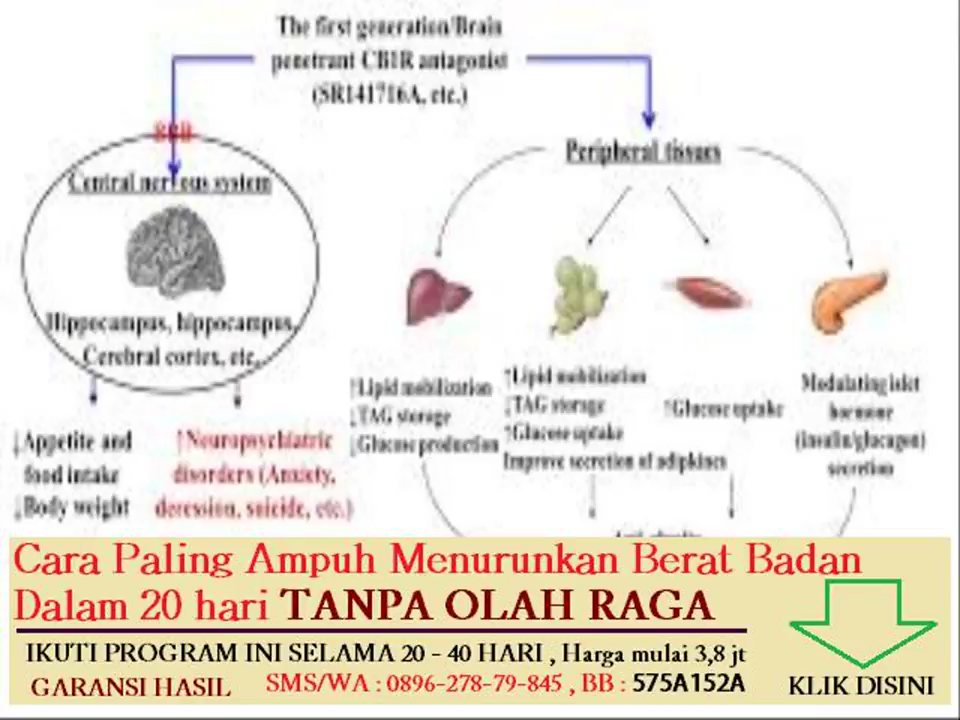 The first generation/Brain
penetrant CB1R antagonist
(SR141716A, etc.)
BBB
Peripheral tissues
Central nervous system
Hippocampus, hippocampus,
Cerebral cortex, etc.
↓Appetite and
food intake
↓Body weight
↑Neuropsychiatric
disorders (Anxiety,
deression, suicide, etc.)
↑Lipid mobilization
↓TAG storage
↓Glucose production
↑Lipid mobilization
↓TAG storage
↑Glucose uptake
Improve secretion of adipkines
↑Glucose uptake
Modulating islet
hormone
(insulin/glucagon)
secretion
Cara Paling Ampuh Menurunkan Berat Badan
Dalam 20 hari TANPA OLAH RAGA
IKUTI PROGRAM INI SELAMA 20 - 40 HARI , Harga mulai 3,8 jt
GARANSI HASIL SMS/WA : 0896-278-79-845 , BB : 575A152A
KLIK DISINI